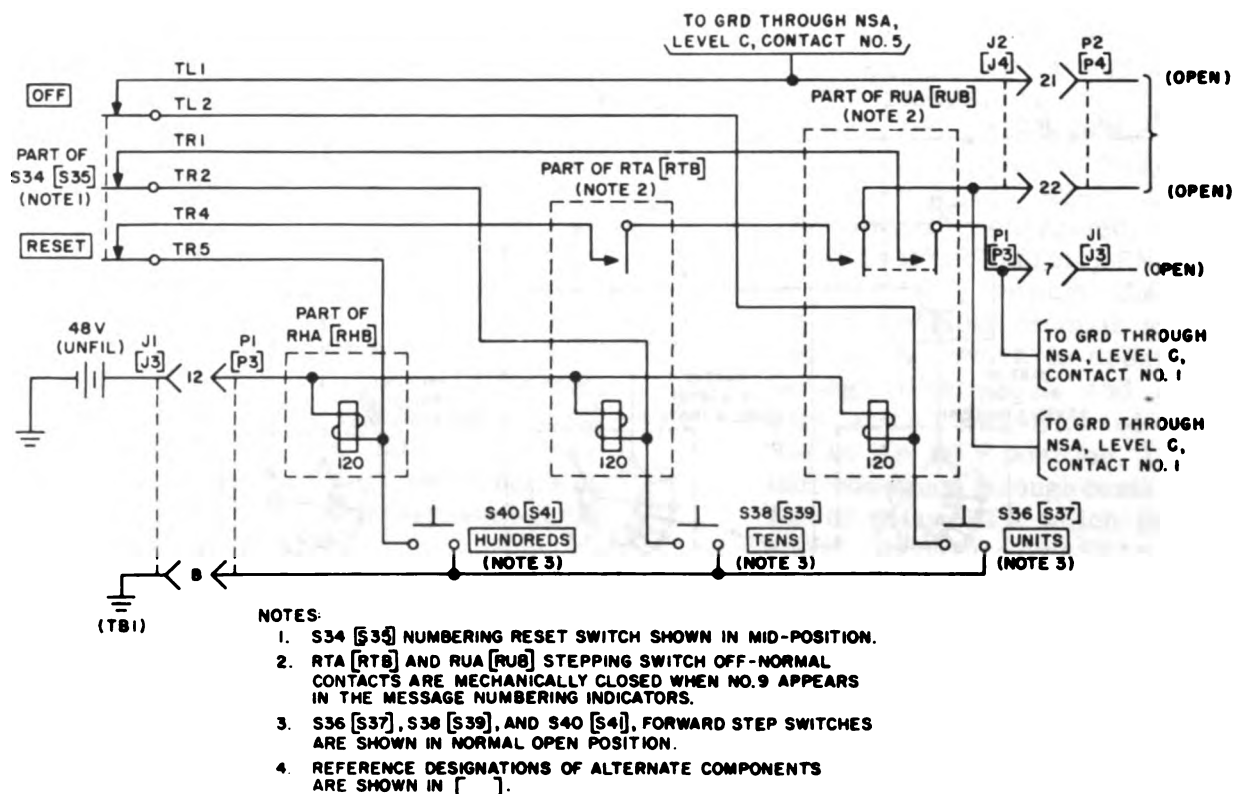 TO GRD THROUGH NSA,
LEVEL C, CONTACT NO. 5
J2
[J4]
P2
[P4]
TL1
21
(OPEN)
OFF
TL2
PART OF RUA [RUB]
(NOTE 2)
TR1
PART OF
S34 [S35]
(NOTE 1)
TR2
PART OF RTA [RTB]
(NOTE 2)
22
(OPEN)
TR4
RESET
TR5
P1
[P3]
7
J1
[J3]
(OPEN)
48V
(UNFIL)
J1
[J3]
12
P1
[P3]
PART OF
RHA [RHB]
TO GRD THROUGH
NSA, LEVEL C,
CONTACT NO. 1
TO GRD THROUGH
NSA, LEVEL C,
CONTACT NO. 1
120
120
120
S40 [S41]
HUNDREDS
(NOTE 3)
S38 [S39]
TENS
(NOTE 3)
S36 [S37]
UNITS
(NOTE 3)
8
(TB1)
NOTES:
1. S34 [S35] NUMBERING RESET SWITCH SHOWN IN MID-POSITION.
2. RTA [RTB] AND RUA [RUB] STEPPING SWITCH OFF-NORMAL
CONTACTS ARE MECHANICALLY CLOSED WHEN NO. 9 APPEARS
IN THE MESSAGE NUMBERING INDICATORS.
3. S36 [S37], S38 [S39], AND S40 [S41], FORWARD STEP SWITCHES
ARE SHOWN IN NORMAL OPEN POSITION.
4. REFERENCE DESIGNATIONS OF ALTERNATE COMPONENTS
ARE SHOWN IN [ ].